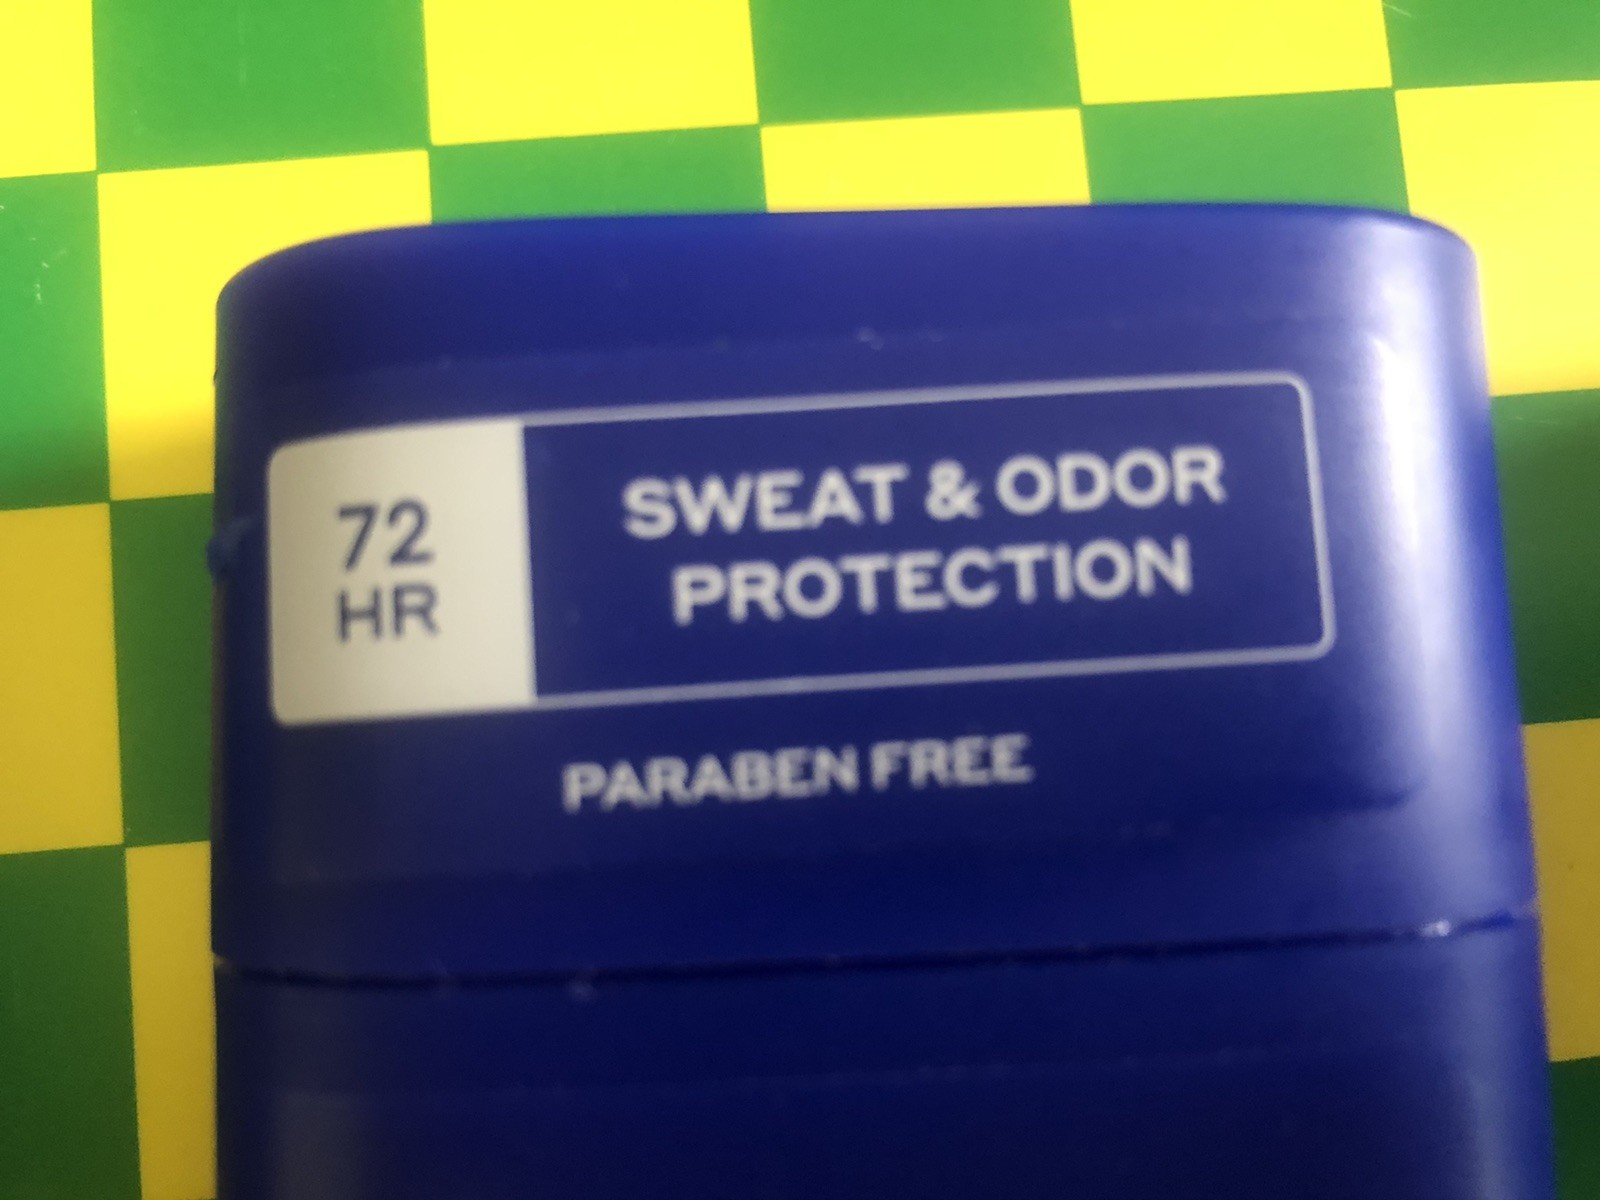 72
HR
SWEAT & ODOR
PROTECTION
PARABEN FREE